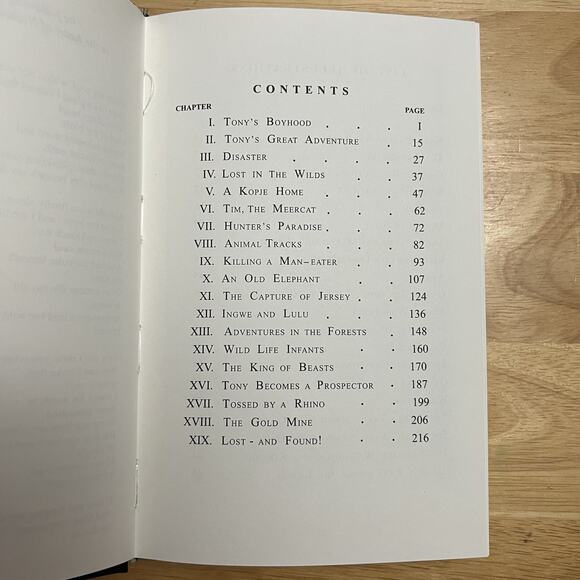 CONTENTS
CHAPTER PAGE
I. TONY'S BOYHOOD . . . 1
II. TONY'S GREAT ADVENTURE . 15
III. DISASTER . . . . 27
IV. LOST IN THE WILDS . . 37
V. A KOPJE HOME . . . 47
VI. TIM, THE MEERCAT . . 62
VII. HUNTER'S PARADISE . . . 72
VIII. ANIMAL TRACKS . . . 82
IX. KILLING A MAN–EATER . . 93
X. AN OLD ELEPHANT . . 107
XI. THE CAPTURE OF JERSEY . . 124
XII. INGWE AND LULU . . 136
XIII. ADVENTURES IN THE FORESTS . 148
XIV. WILD LIFE INFANTS . . 160
XV. THE KING OF BEASTS . . 170
XVI. TONY BECOMES A PROSPECTOR . 187
XVII. TOSSED BY A RHINO . . 199
XVIII. THE GOLD MINE . . 206
XIX. LOST - AND FOUND! . . 216